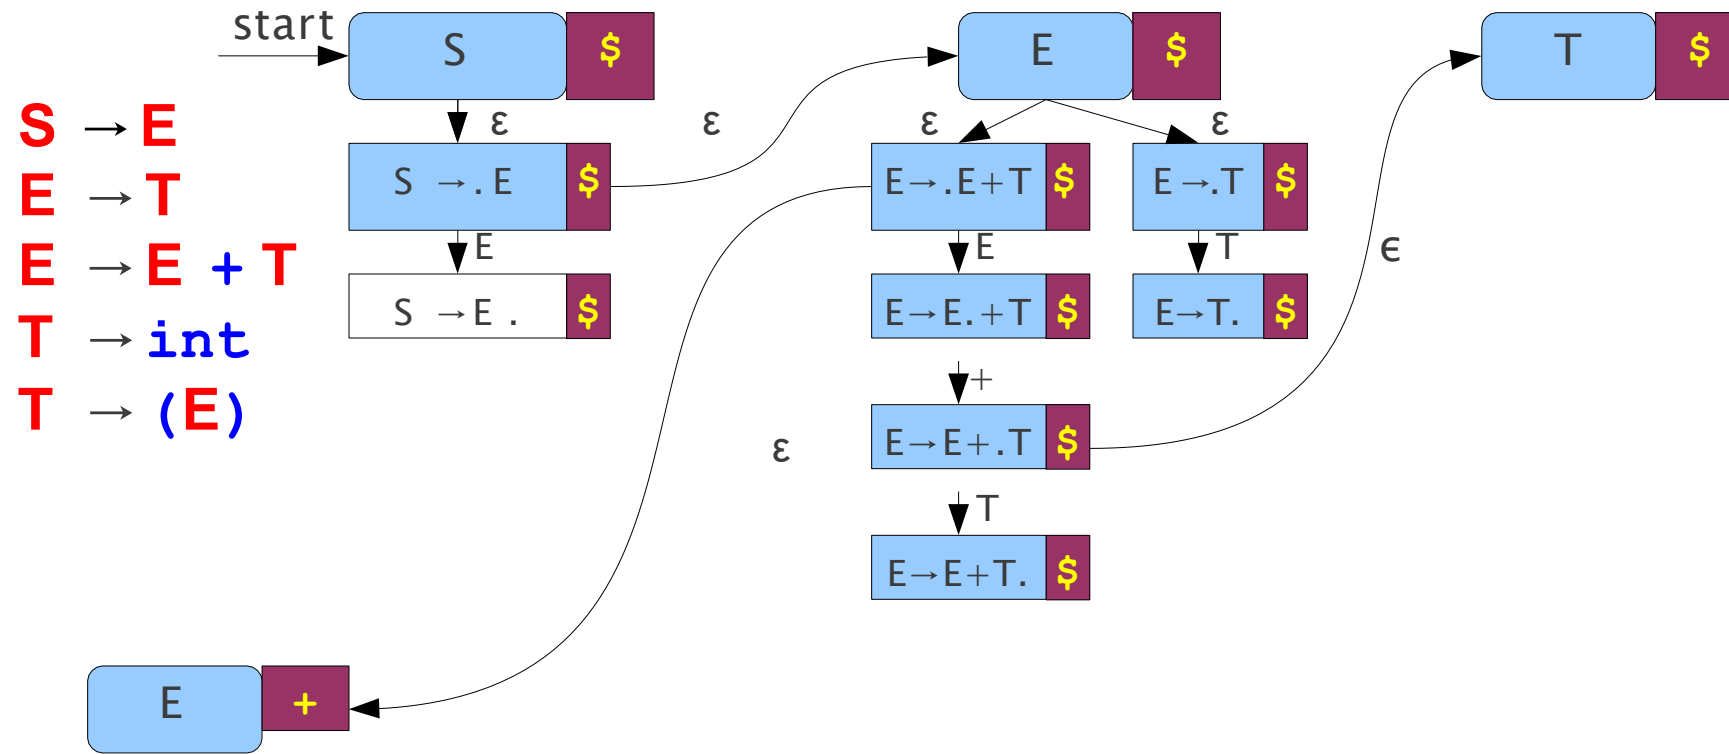 start
S $
E $
T $
ε
ε
ε
ε
S → E
E → T
E → E + T
T → int
T → (E)
S →.E $
E→.E+T $
E→.T $
E
E
T
ϵ
S →E . $
E→E.+T $
E→T. $
+
E→E+.T $
ε
T
E→E+T. $
E +